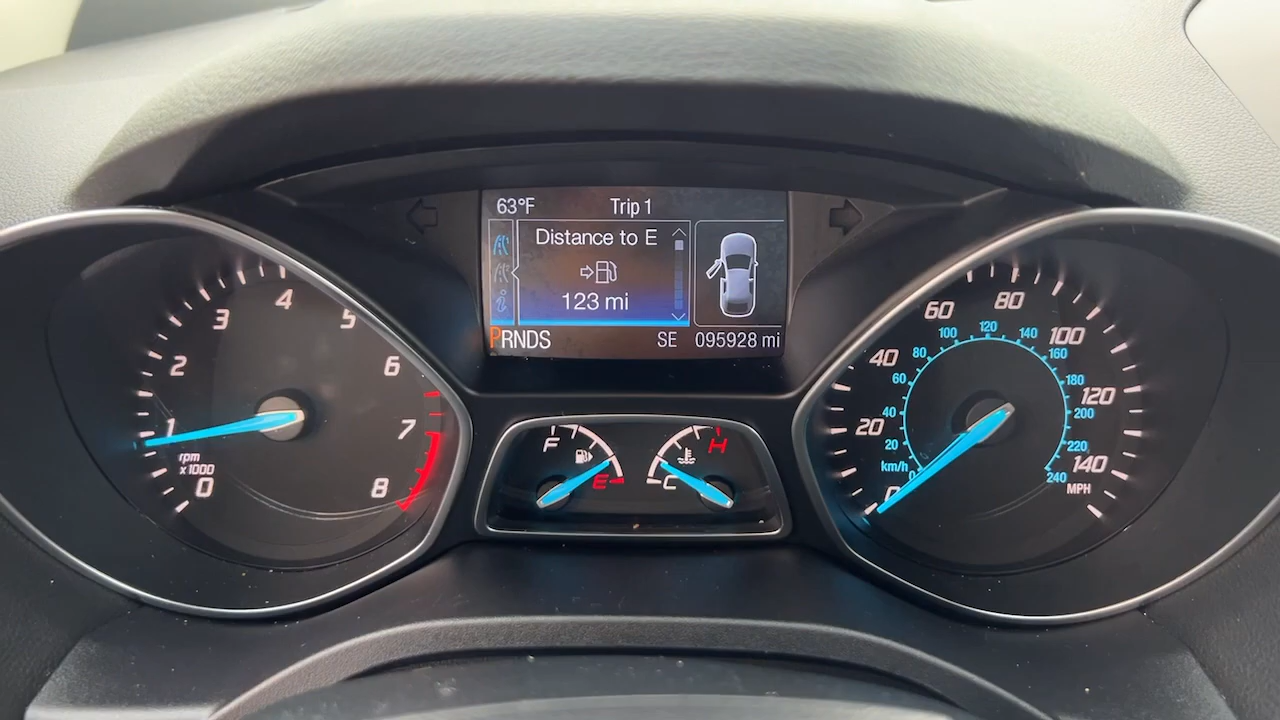 63°F Trip 1
Distance to E
123 mi
PRNDS SE 095928 mi
0 1 2 3 4 5 6 7 8
rpm
x1000
F E
C H
0 20 40 60 80 100 120 140
MPH
0 20 40 60 80 100 120 140 160 180 200 220 240
km/h